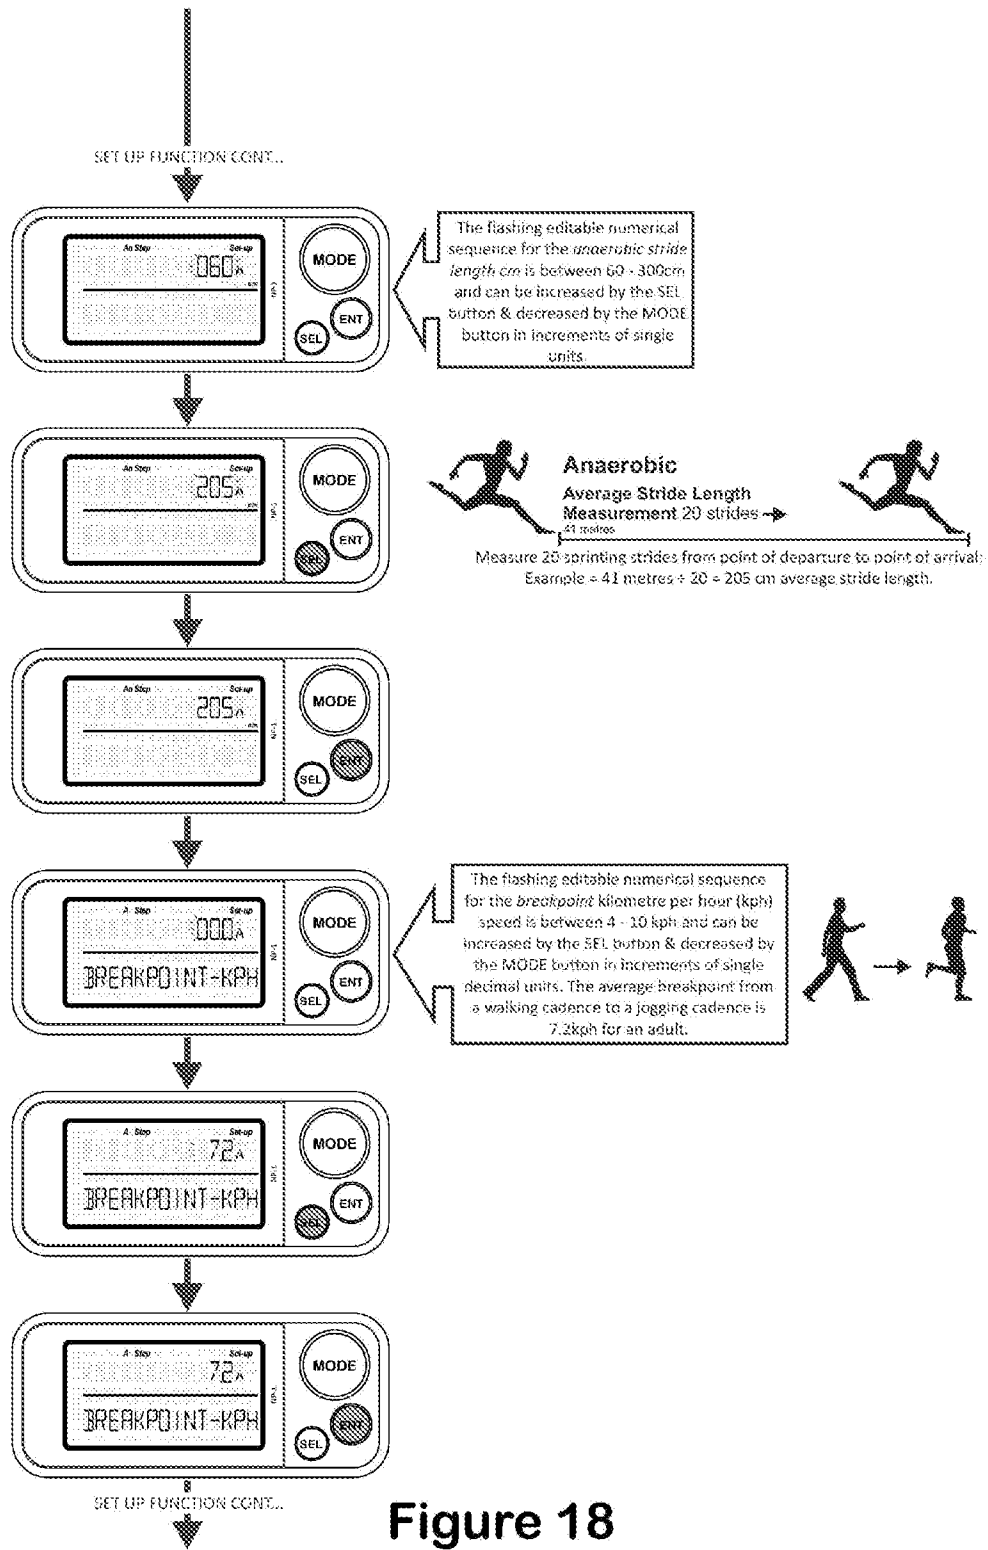 SET UP FUNCTION CONT...
An Step Set-up
060
cm
MODE
ENT
SEL
The flashing editable numerical
sequence for the anaerobic stride
length cm is between 60 - 300cm
and can be increased by the SEL
button & decreased by the MODE
button in increments of single
units.
An Step Set-up
205
cm
MODE
ENT
SEL
Anaerobic
Average Stride Length
Measurement 20 strides
41 metres
Measure 20 sprinting strides from point of departure to point of arrival:
Example = 41 metres ÷ 20 = 205 cm average stride length.
An Step Set-up
205
cm
MODE
ENT
SEL
A Step Set-up
00.0
BREAKPOINT-KPH
MODE
ENT
SEL
The flashing editable numerical sequence
for the breakpoint kilometre per hour (kph)
speed is between 4 - 10 kph and can be
increased by the SEL button & decreased by
the MODE button in increments of single
decimal units. The average breakpoint from
a walking cadence to a jogging cadence is
7.2kph for an adult.
A Step Set-up
7.2
BREAKPOINT-KPH
MODE
ENT
SEL
A Step Set-up
7.2
BREAKPOINT-KPH
MODE
ENT
SEL
SET UP FUNCTION CONT...
Figure 18